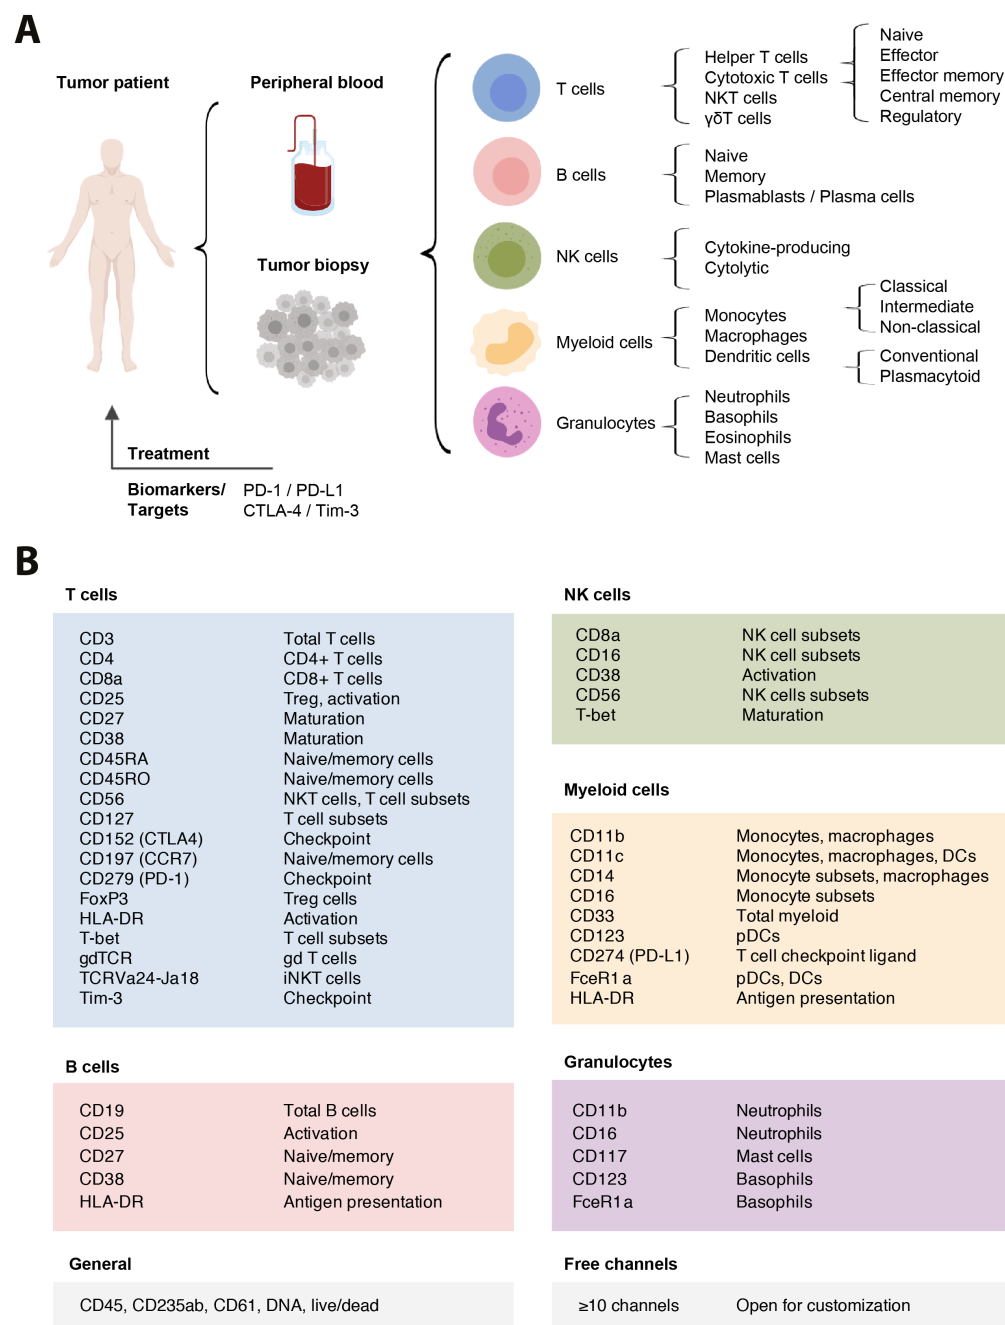 A
Tumor patient
Peripheral blood
Tumor biopsy
Treatment
Biomarkers/ PD-1 / PD-L1
Targets CTLA-4 / Tim-3
T cells
Helper T cells
Cytotoxic T cells
NKT cells
γδT cells
Naive
Effector
Effector memory
Central memory
Regulatory
B cells
Naive
Memory
Plasmablasts / Plasma cells
NK cells
Cytokine-producing
Cytolytic
Myeloid cells
Monocytes
Macrophages
Dendritic cells
Classical
Intermediate
Non-classical
Conventional
Plasmacytoid
Granulocytes
Neutrophils
Basophils
Eosinophils
Mast cells
B
T cells
CD3 Total T cells
CD4 CD4+ T cells
CD8a CD8+ T cells
CD25 Treg, activation
CD27 Maturation
CD38 Maturation
CD45RA Naive/memory cells
CD45RO Naive/memory cells
CD56 NKT cells, T cell subsets
CD127 T cell subsets
CD152 (CTLA4) Checkpoint
CD197 (CCR7) Naive/memory cells
CD279 (PD-1) Checkpoint
FoxP3 Treg cells
HLA-DR Activation
T-bet T cell subsets
gdTCR gd T cells
TCRVa24-Ja18 iNKT cells
Tim-3 Checkpoint
B cells
CD19 Total B cells
CD25 Activation
CD27 Naive/memory
CD38 Naive/memory
HLA-DR Antigen presentation
General
CD45, CD235ab, CD61, DNA, live/dead
NK cells
CD8a NK cell subsets
CD16 NK cell subsets
CD38 Activation
CD56 NK cells subsets
T-bet Maturation
Myeloid cells
CD11b Monocytes, macrophages
CD11c Monocytes, macrophages, DCs
CD14 Monocyte subsets, macrophages
CD16 Monocyte subsets
CD33 Total myeloid
CD123 pDCs
CD274 (PD-L1) T cell checkpoint ligand
FceR1a pDCs, DCs
HLA-DR Antigen presentation
Granulocytes
CD11b Neutrophils
CD16 Neutrophils
CD117 Mast cells
CD123 Basophils
FceR1a Basophils
Free channels
≥10 channels Open for customization